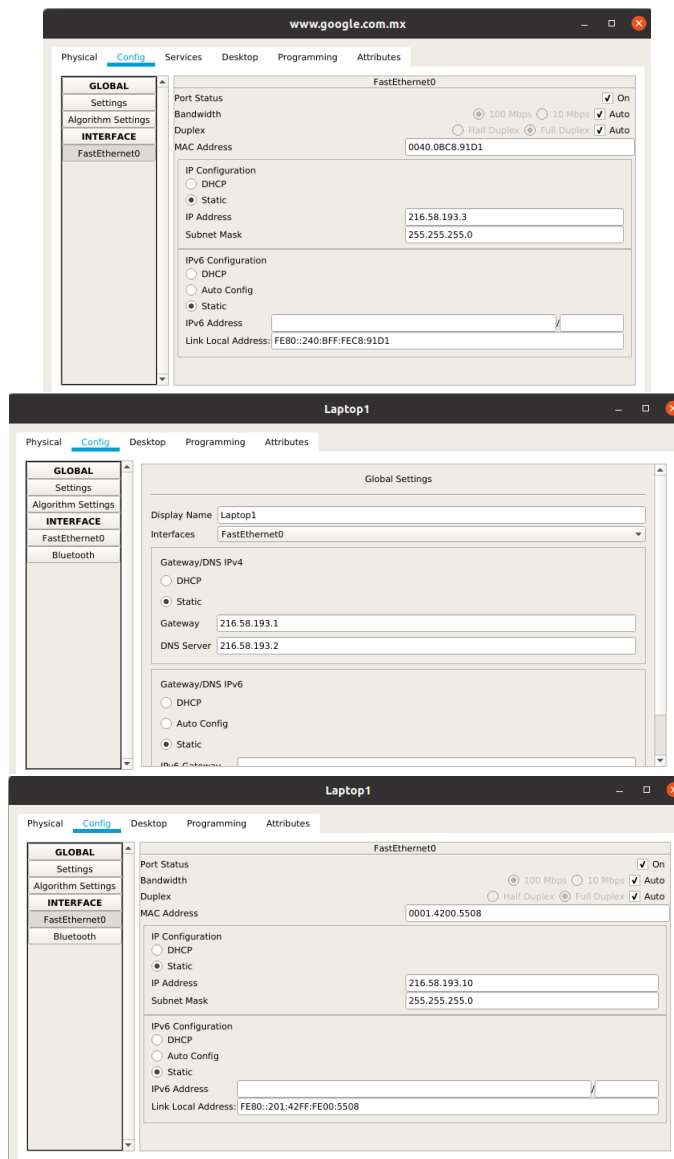 www.google.com.mx
Physical Config Services Desktop Programming Attributes
GLOBAL
Settings
Algorithm Settings
INTERFACE
FastEthernet0
FastEthernet0
Port Status On
Bandwidth 100 Mbps 10 Mbps Auto
Duplex Half Duplex Full Duplex Auto
MAC Address 0040.0BC8.91D1
IP Configuration
DHCP
Static
IP Address 216.58.193.3
Subnet Mask 255.255.255.0
IPv6 Configuration
DHCP
Auto Config
Static
IPv6 Address /
Link Local Address: FE80::240:BFF:FEC8:91D1
Laptop1
Physical Config Desktop Programming Attributes
GLOBAL
Settings
Algorithm Settings
INTERFACE
FastEthernet0
Bluetooth
Global Settings
Display Name Laptop1
Interfaces FastEthernet0
Gateway/DNS IPv4
DHCP
Static
Gateway 216.58.193.1
DNS Server 216.58.193.2
Gateway/DNS IPv6
DHCP
Auto Config
Static
IPv6 Gateway
Laptop1
Physical Config Desktop Programming Attributes
GLOBAL
Settings
Algorithm Settings
INTERFACE
FastEthernet0
Bluetooth
FastEthernet0
Port Status On
Bandwidth 100 Mbps 10 Mbps Auto
Duplex Half Duplex Full Duplex Auto
MAC Address 0001.4200.5508
IP Configuration
DHCP
Static
IP Address 216.58.193.10
Subnet Mask 255.255.255.0
IPv6 Configuration
DHCP
Auto Config
Static
IPv6 Address /
Link Local Address: FE80::201:42FF:FE00:5508